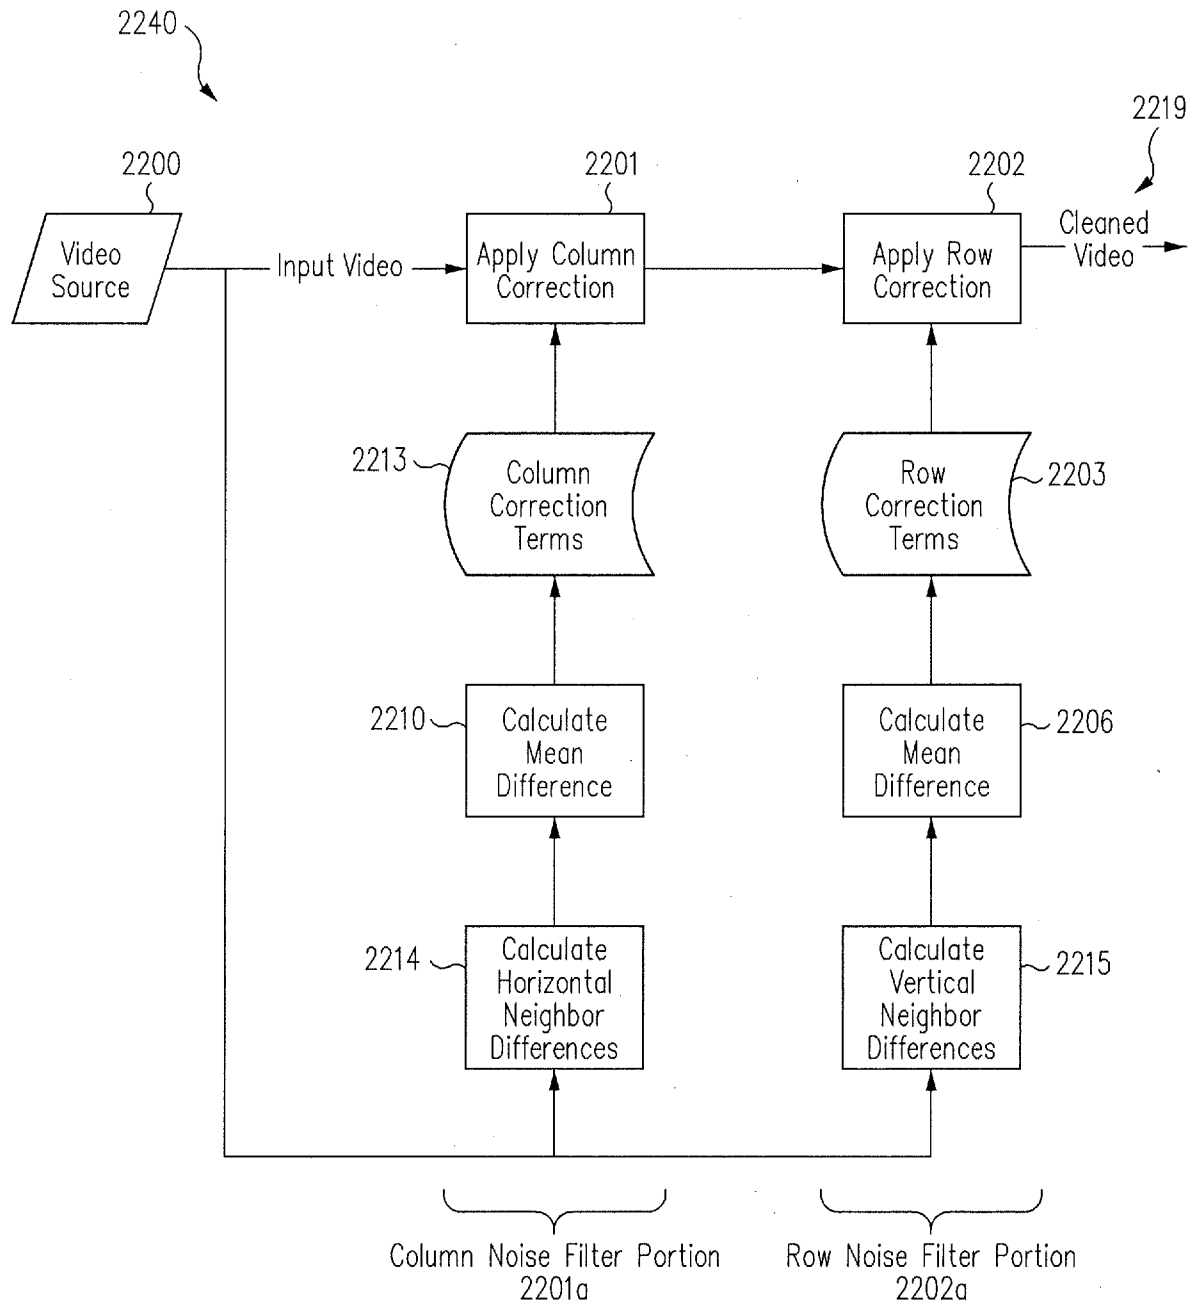 2240
2219
2200
2201
2202
Video
Source
Input Video
Apply Column
Correction
Apply Row
Correction
Cleaned
Video
2213
Column
Correction
Terms
Row
Correction
Terms
2203
2210
Calculate
Mean
Difference
Calculate
Mean
Difference
2206
2214
Calculate
Horizontal
Neighbor
Differences
Calculate
Vertical
Neighbor
Differences
2215
Column Noise Filter Portion
2201a
Row Noise Filter Portion
2202a